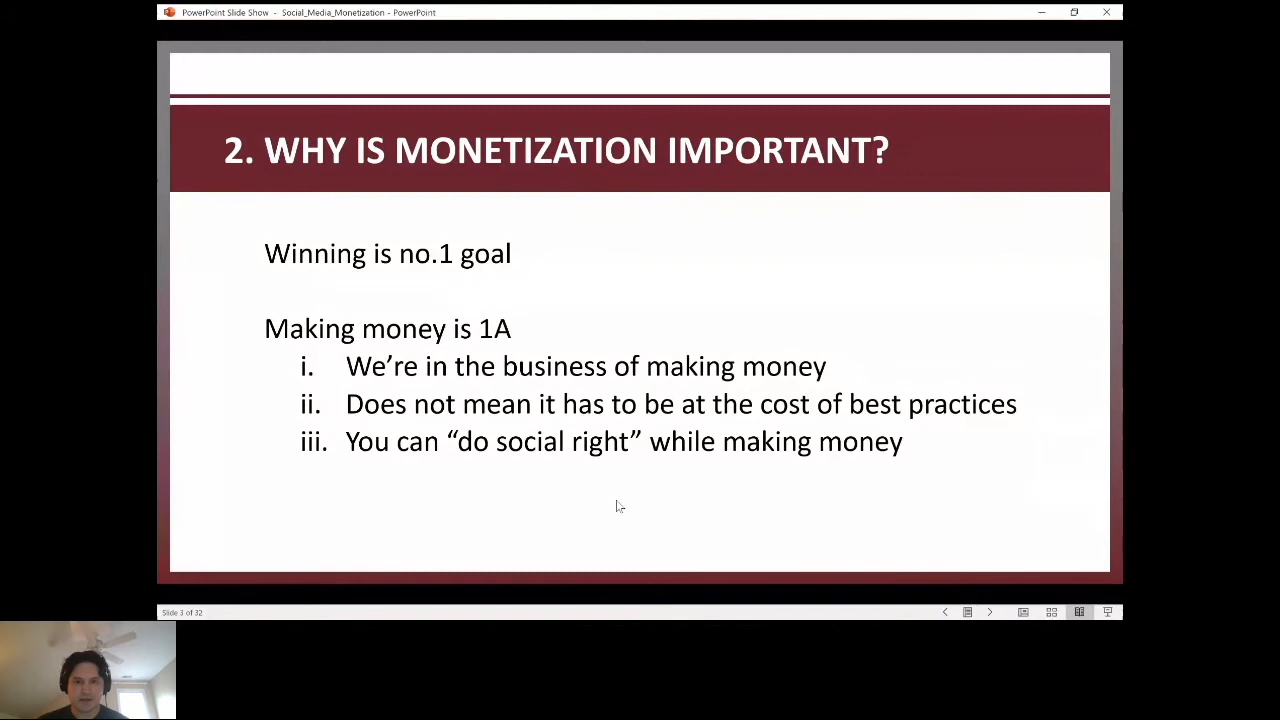 PowerPoint Slide Show - Social_Media_Monetization - PowerPoint
2. WHY IS MONETIZATION IMPORTANT?
Winning is no.1 goal
Making money is 1A
i. We’re in the business of making money
ii. Does not mean it has to be at the cost of best practices
iii. You can “do social right” while making money
Slide 3 of 32